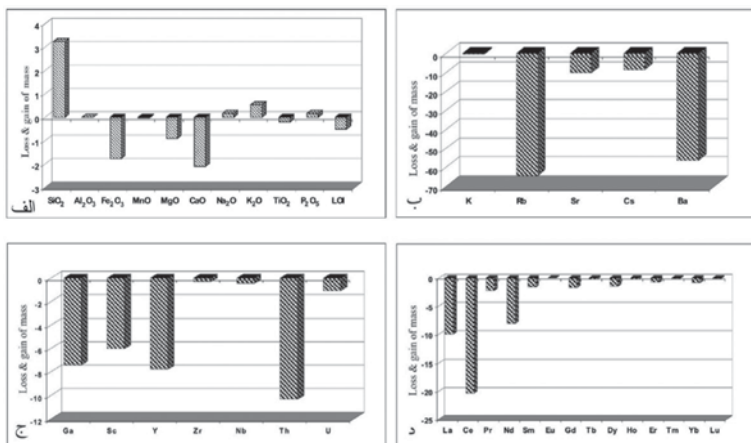 Loss & gain of mass
4
3
2
1
0
-1
-2
-3
SiO₂ Al₂O₃ Fe₂O₃ MnO MgO CaO Na₂O K₂O TiO₂ P₂O₅ LOI
الف
Loss & gain of mass
0
-10
-20
-30
-40
-50
-60
-70
K Rb Sr Cs Ba
ب
Loss & gain of mass
0
-2
-4
-6
-8
-10
-12
Ga Sc Y Zr Nb Th U
ج
Loss & gain of mass
0
-5
-10
-15
-20
-25
La Ce Pr Nd Sm Eu Gd Tb Dy Ho Er Tm Yb Lu
د